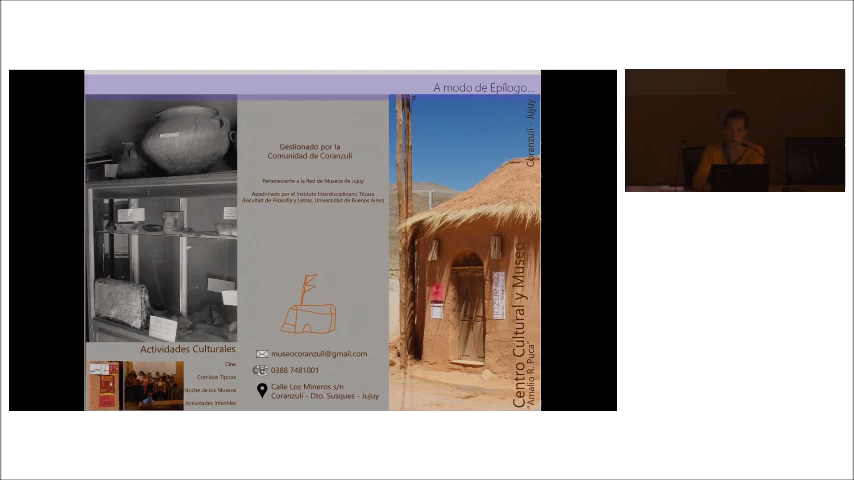 A modo de Epílogo...
Gestionado por la
Comunidad de Coranzulí
Perteneciente a la Red de Museos de Jujuy
Apadrinado por el Instituto Interdisciplinario Tilcara
(Facultad de Filosofía y Letras, Universidad de Buenos Aires)
museocoranzuli@gmail.com
0388 7481001
Calle Los Mineros s/n
Coranzulí - Dto. Susques - Jujuy
Actividades Culturales
Cine
Comidas Típicas
Noche de los Museos
Actividades Infantiles
Coranzulí - Jujuy
Centro Cultural y Museo
"Amalio R. Puca"